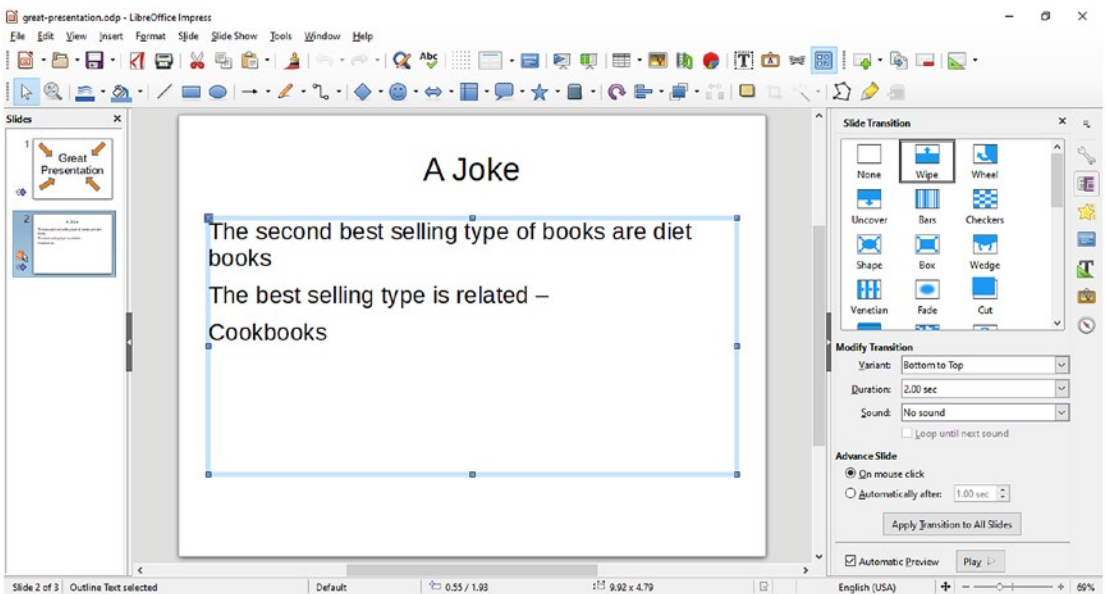 great-presentation.odp - LibreOffice Impress
File Edit View Insert Format Slide Slide Show Tools Window Help
Abc
T
Slides
1
Great
Presentation
2
A Joke
A Joke
The second best selling type of books are diet
books
The best selling type is related –
Cookbooks
Slide Transition
None Wipe Wheel
Uncover Bars Checkers
Shape Box Wedge
Venetian Fade Cut
Modify Transition
Variant: Bottom to Top
Duration: 2.00 sec
Sound: No sound
Loop until next sound
Advance Slide
On mouse click
Automatically after: 1.00 sec
Apply Transition to All Slides
Automatic Preview Play
Slide 2 of 3 Outline Text selected Default 0.55 / 1.93 9.92 x 4.79 English (USA) 69%